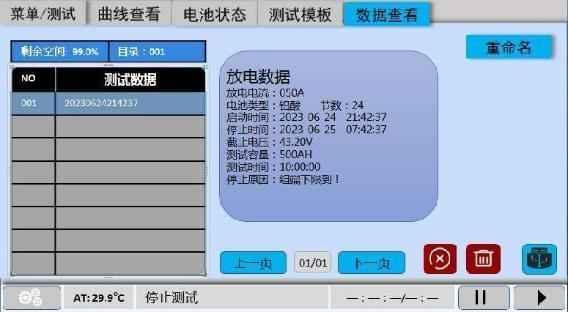 菜单/测试 曲线查看 电池状态 测试模板 数据查看
剩余空间: 99.0% 目录：001
重命名
NO 测试数据
001 20230624214237
放电数据
放电电流：050A
电池类型：铅酸 节数：24
启动时间：2023-06-24 21:42:37
停止时间：2023-06-25 07:42:37
截止电压：43.20V
测试容量：500AH
测试时间：10:00:00
停止原因：组端下限到！
上一页 01/01 下一页
AT: 29.9°C 停止测试 —:—:—/—:—